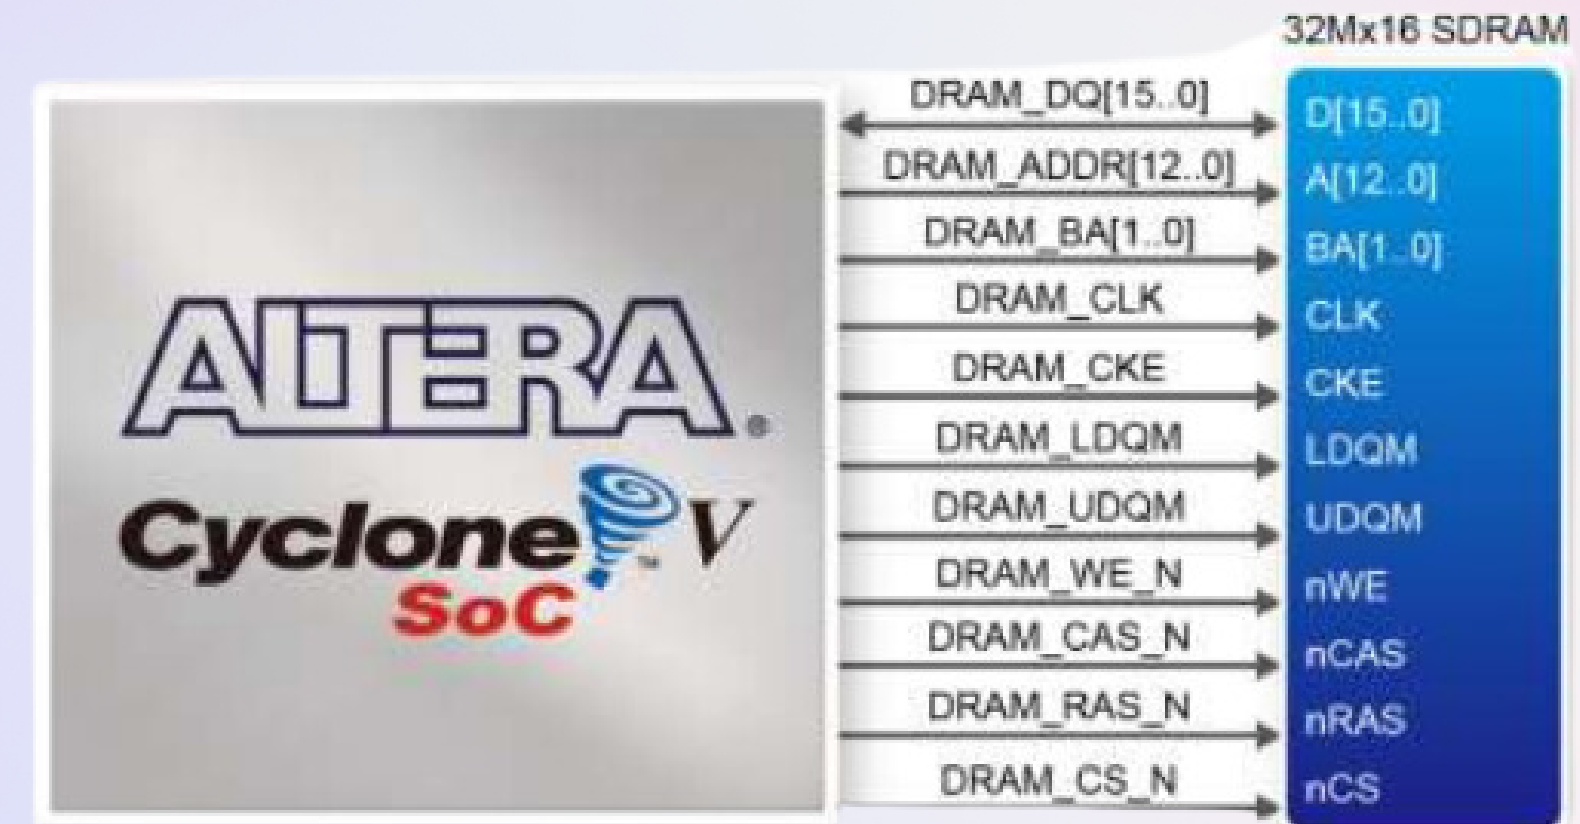 32Mx16 SDRAM
DRAM_DQ[15..0]
D[15..0]
DRAM_ADDR[12..0]
A[12..0]
DRAM_BA[1..0]
BA[1..0]
DRAM_CLK
CLK
DRAM_CKE
CKE
DRAM_LDQM
LDQM
DRAM_UDQM
UDQM
DRAM_WE_N
nWE
DRAM_CAS_N
nCAS
DRAM_RAS_N
nRAS
DRAM_CS_N
nCS
ALTERA®
Cyclone™ V
SoC